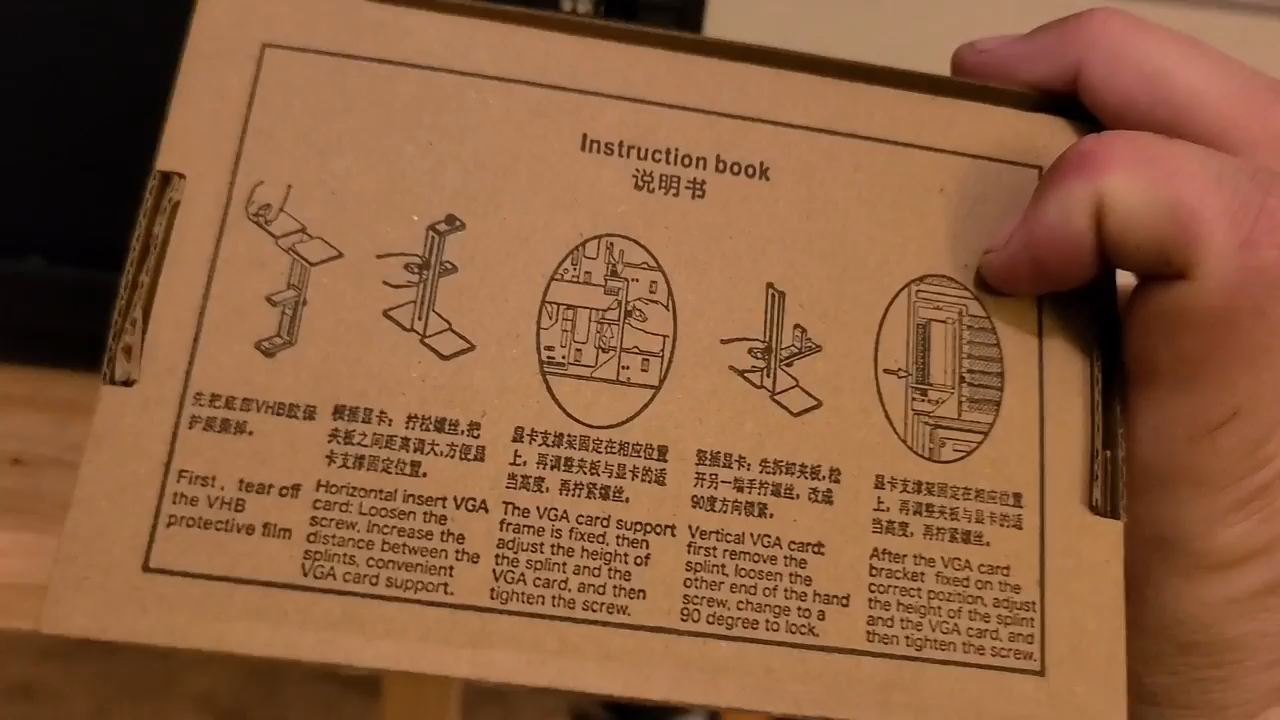 Instruction book
说明书
先把底部VHB胶保
护膜撕掉。
First, tear off
the VHB
protective film
横插显卡：拧松螺丝，把
夹板之间距离调大，方便显
卡支撑固定位置。
Horizontal insert VGA
card: Loosen the
screw. Increase the
distance between the
splints, convenient
VGA card support.
显卡支撑架固定在相应位置
上，再调整夹板与显卡的适
当高度，再拧紧螺丝。
The VGA card support
frame is fixed, then
adjust the height of
the splint and the
VGA card, and then
tighten the screw.
竖插显卡：先拆卸夹板，松
开另一端手拧螺丝，改成
90度方向锁紧。
Vertical VGA card:
first remove the
splint, loosen the
other end of the hand
screw, change to a
90 degree to lock.
显卡支撑架固定在相应位置
上，再调整夹板与显卡的适
当高度，再拧紧螺丝。
After the VGA card
bracket fixed on the
correct pozition, adjust
the height of the splint
and the VGA card, and
then tighten the screw.